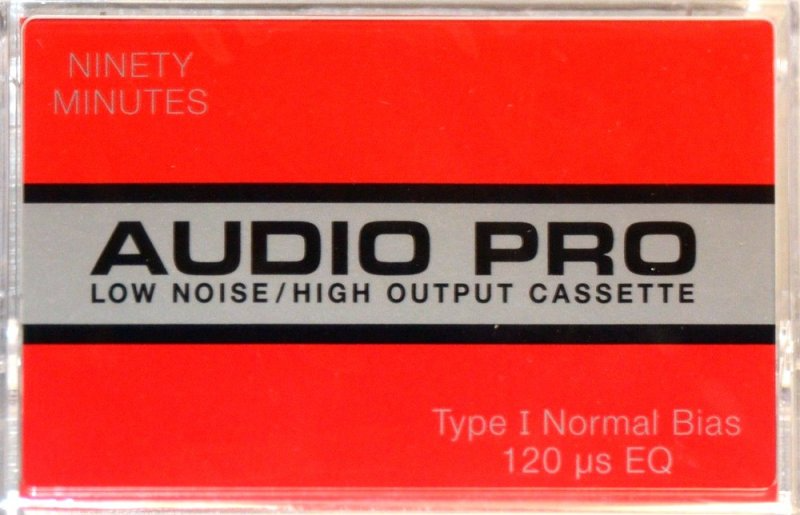 NINETY
MINUTES
AUDIO PRO
LOW NOISE/HIGH OUTPUT CASSETTE
Type I Normal Bias
120 µs EQ